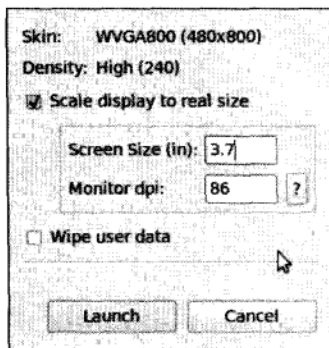 Skin: WVGA800 (480x800)
Density: High (240)
Scale display to real size
Screen Size (in): 3.7
Monitor dpi: 86 ?
Wipe user data
Launch Cancel